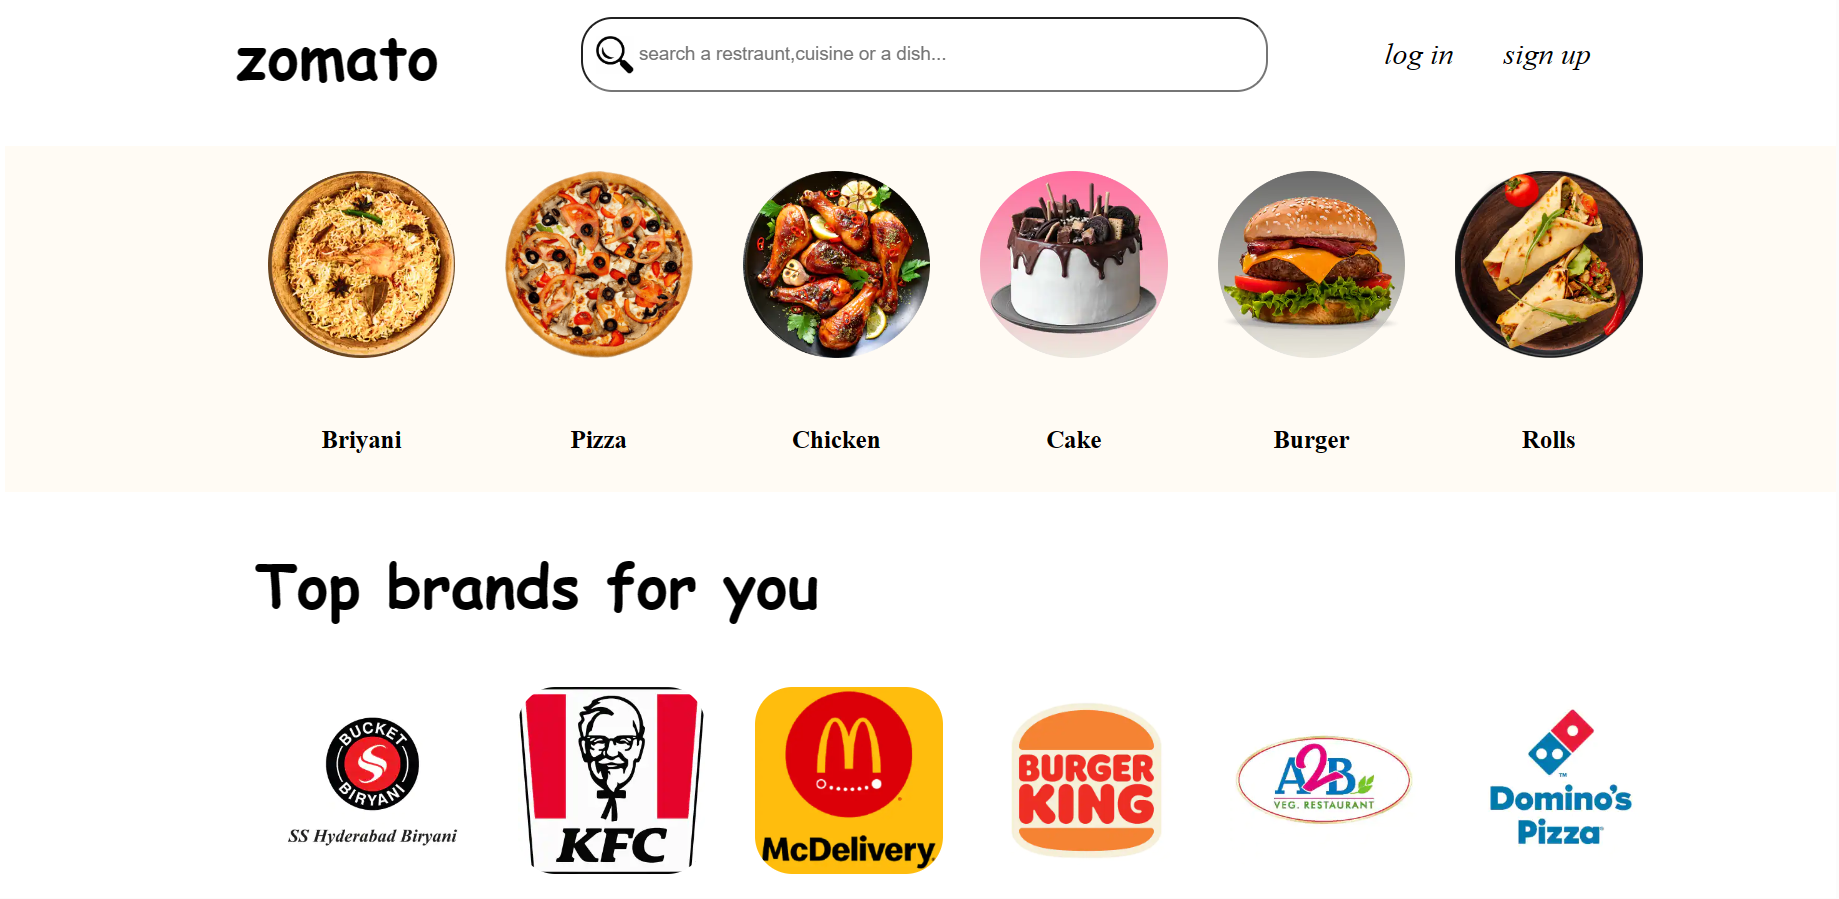 zomato
search a restraunt,cuisine or a dish...
log in
sign up
Briyani
Pizza
Chicken
Cake
Burger
Rolls
Top brands for you
BUCKET
BIRYANI
SS Hyderabad Biryani
KFC
McDelivery
BURGER
KING
A2B
VEG. RESTAURANT
Domino's
Pizza